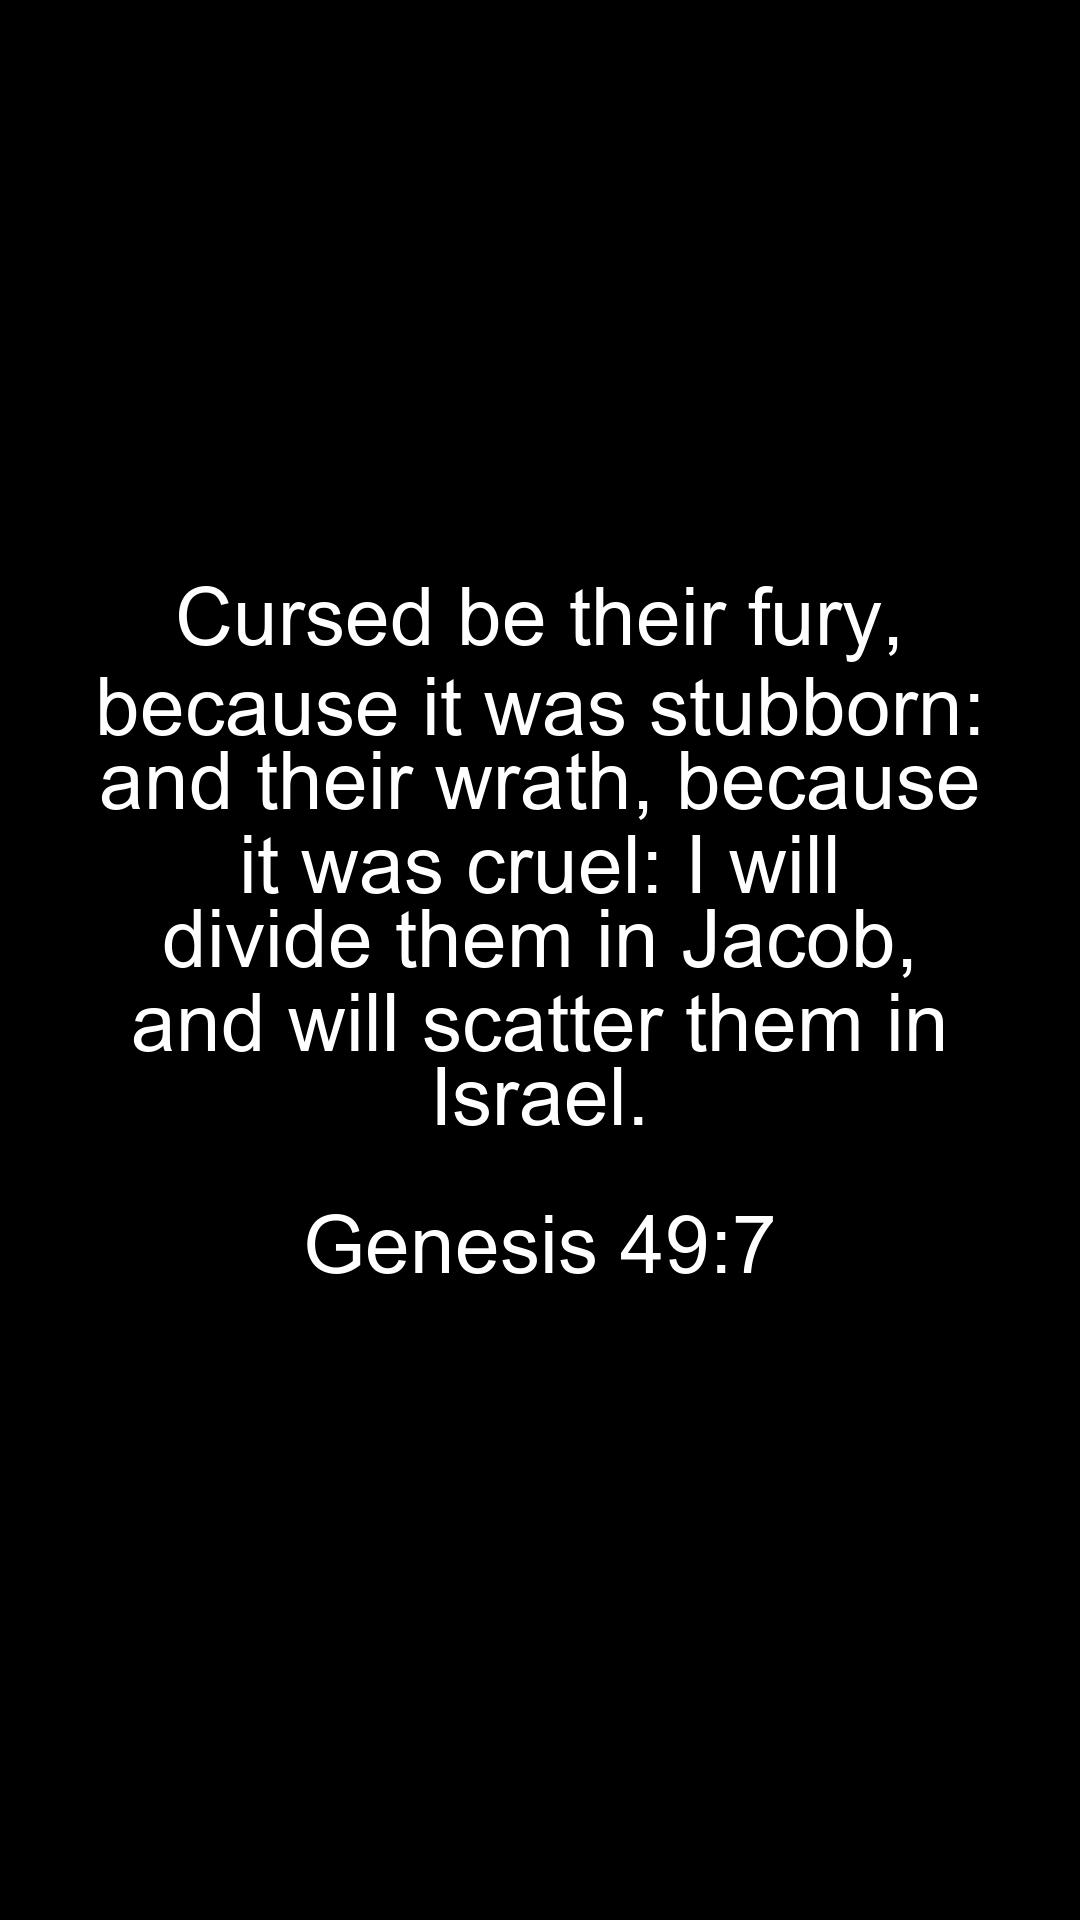 Cursed be their fury,
because it was stubborn:
and their wrath, because
it was cruel: I will
divide them in Jacob,
and will scatter them in
Israel.
Genesis 49:7